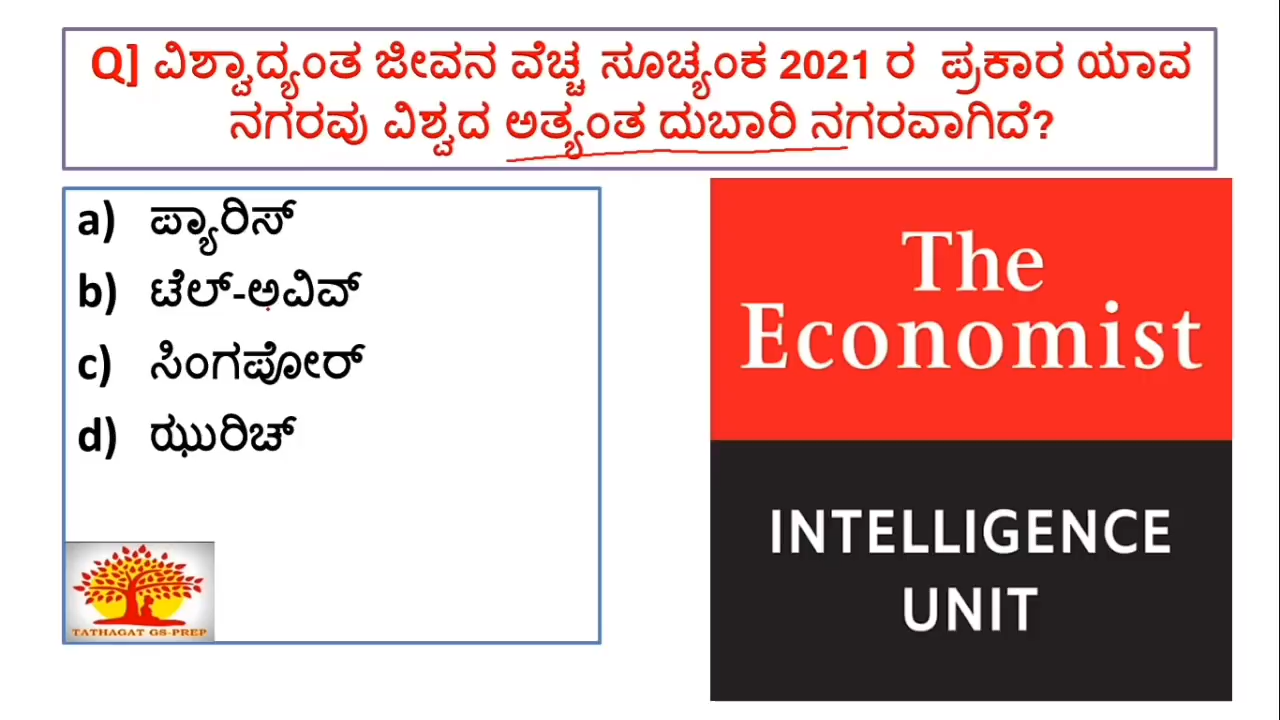 Q] ವಿಶ್ವಾದ್ಯಂತ ಜೀವನ ವೆಚ್ಚ ಸೂಚ್ಯಂಕ 2021 ರ ಪ್ರಕಾರ ಯಾವ
ನಗರವು ವಿಶ್ವದ ಅತ್ಯಂತ ದುಬಾರಿ ನಗರವಾಗಿದೆ?
a) ಪ್ಯಾರಿಸ್
b) ಟೆಲ್-ಅವಿವ್
c) ಸಿಂಗಪೋರ್
d) ಝುರಿಚ್
TATHAGAT GS-PREP
The
Economist
INTELLIGENCE
UNIT